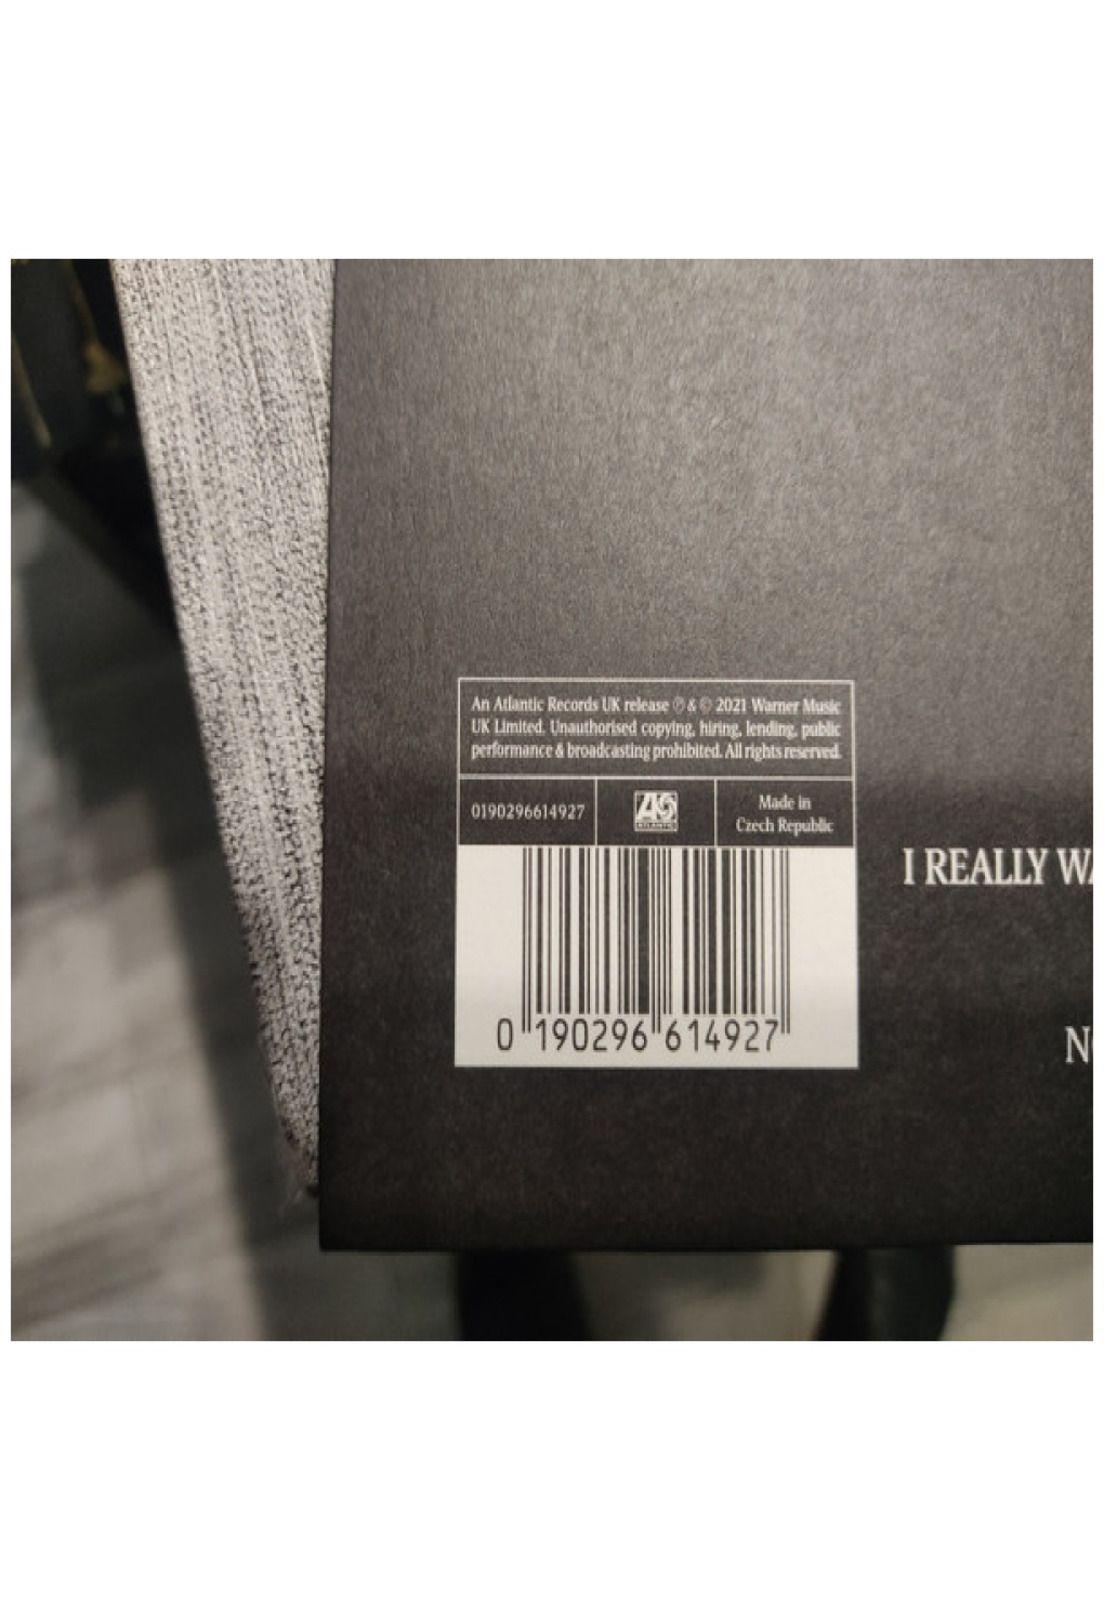 An Atlantic Records UK release ℗ & © 2021 Warner Music
UK Limited. Unauthorised copying, hiring, lending, public
performance & broadcasting prohibited. All rights reserved.
0190296614927
ATLANTIC
Made in
Czech Republic
I REALLY WA
0 190296 614927